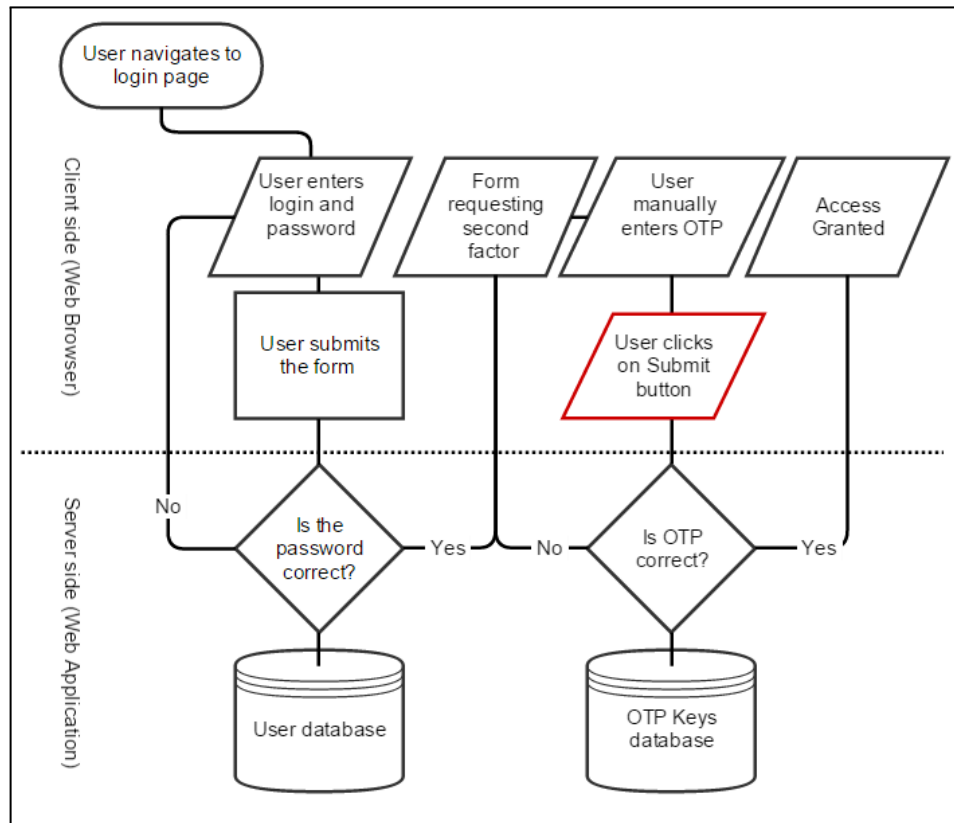 User navigates to
login page
Client side (Web Browser)
User enters
login and
password
Form
requesting
second
factor
User
manually
enters OTP
Access
Granted
User submits
the form
User clicks
on Submit
button
Server side (Web Application)
No
Is the
password
correct?
Yes
No
Is OTP
correct?
Yes
User database
OTP Keys
database